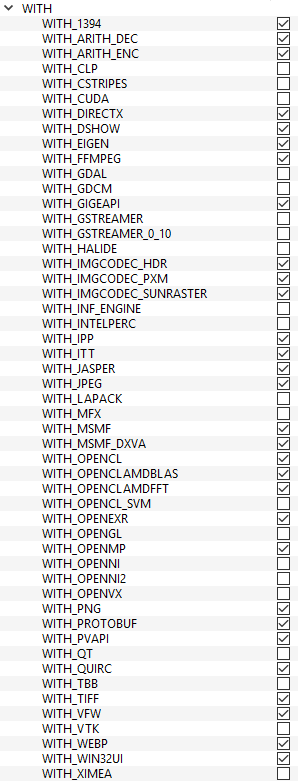 WITH
WITH_1394
WITH_ARITH_DEC
WITH_ARITH_ENC
WITH_CLP
WITH_CSTRIPES
WITH_CUDA
WITH_DIRECTX
WITH_DSHOW
WITH_EIGEN
WITH_FFMPEG
WITH_GDAL
WITH_GDCM
WITH_GIGEAPI
WITH_GSTREAMER
WITH_GSTREAMER_0_10
WITH_HALIDE
WITH_IMGCODEC_HDR
WITH_IMGCODEC_PXM
WITH_IMGCODEC_SUNRASTER
WITH_INF_ENGINE
WITH_INTELPERC
WITH_IPP
WITH_ITT
WITH_JASPER
WITH_JPEG
WITH_LAPACK
WITH_MFX
WITH_MSMF
WITH_MSMF_DXVA
WITH_OPENCL
WITH_OPENCLAMDBLAS
WITH_OPENCLAMDFFT
WITH_OPENCL_SVM
WITH_OPENEXR
WITH_OPENGL
WITH_OPENMP
WITH_OPENNI
WITH_OPENNI2
WITH_OPENVX
WITH_PNG
WITH_PROTOBUF
WITH_PVAPI
WITH_QT
WITH_QUIRC
WITH_TBB
WITH_TIFF
WITH_VFW
WITH_VTK
WITH_WEBP
WITH_WIN32UI
WITH_XIMEA